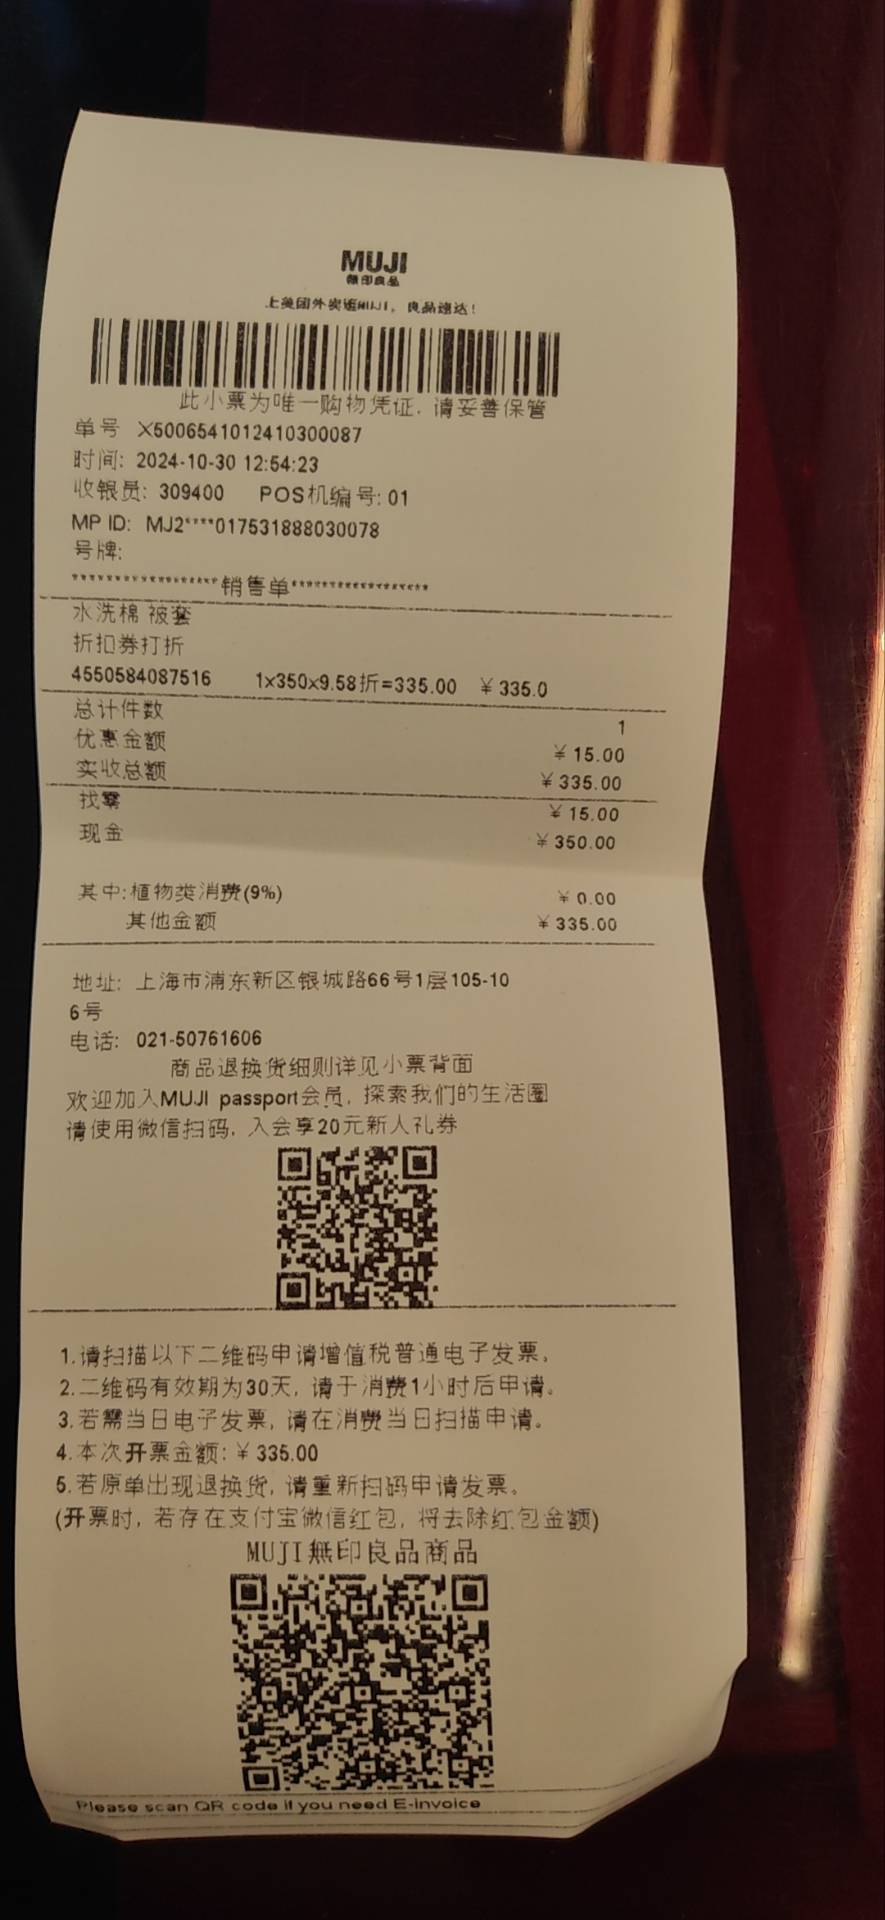 MUJI
無印良品
上美团外卖逛MUJI，良品速达！
此小票为唯一购物凭证，请妥善保管
单号 X5006541012410300087
时间: 2024-10-30 12:54:23
收银员: 309400 POS机编号: 01
MP ID: MJ2****017531888030078
号牌:
********************销售单********************
水洗棉 被套
折扣券打折
4550584087516 1x350x9.58折=335.00 ￥335.0
总计件数 1
优惠金额 ￥15.00
实收总额 ￥335.00
找零 ￥15.00
现金 ￥350.00
其中:植物类消费(9%) ￥0.00
其他金额 ￥335.00
地址: 上海市浦东新区银城路66号1层105-10
6号
电话: 021-50761606
商品退换货细则详见小票背面
欢迎加入MUJI passport会员，探索我们的生活圈
请使用微信扫码，入会享20元新人礼券
1.请扫描以下二维码申请增值税普通电子发票。
2.二维码有效期为30天，请于消费1小时后申请。
3.若需当日电子发票，请在消费当日扫描申请。
4.本次开票金额:￥335.00
5.若原单出现退换货，请重新扫码申请发票。
(开票时，若存在支付宝微信红包，将去除红包金额)
MUJI無印良品商品
Please scan QR code if you need E-invoice